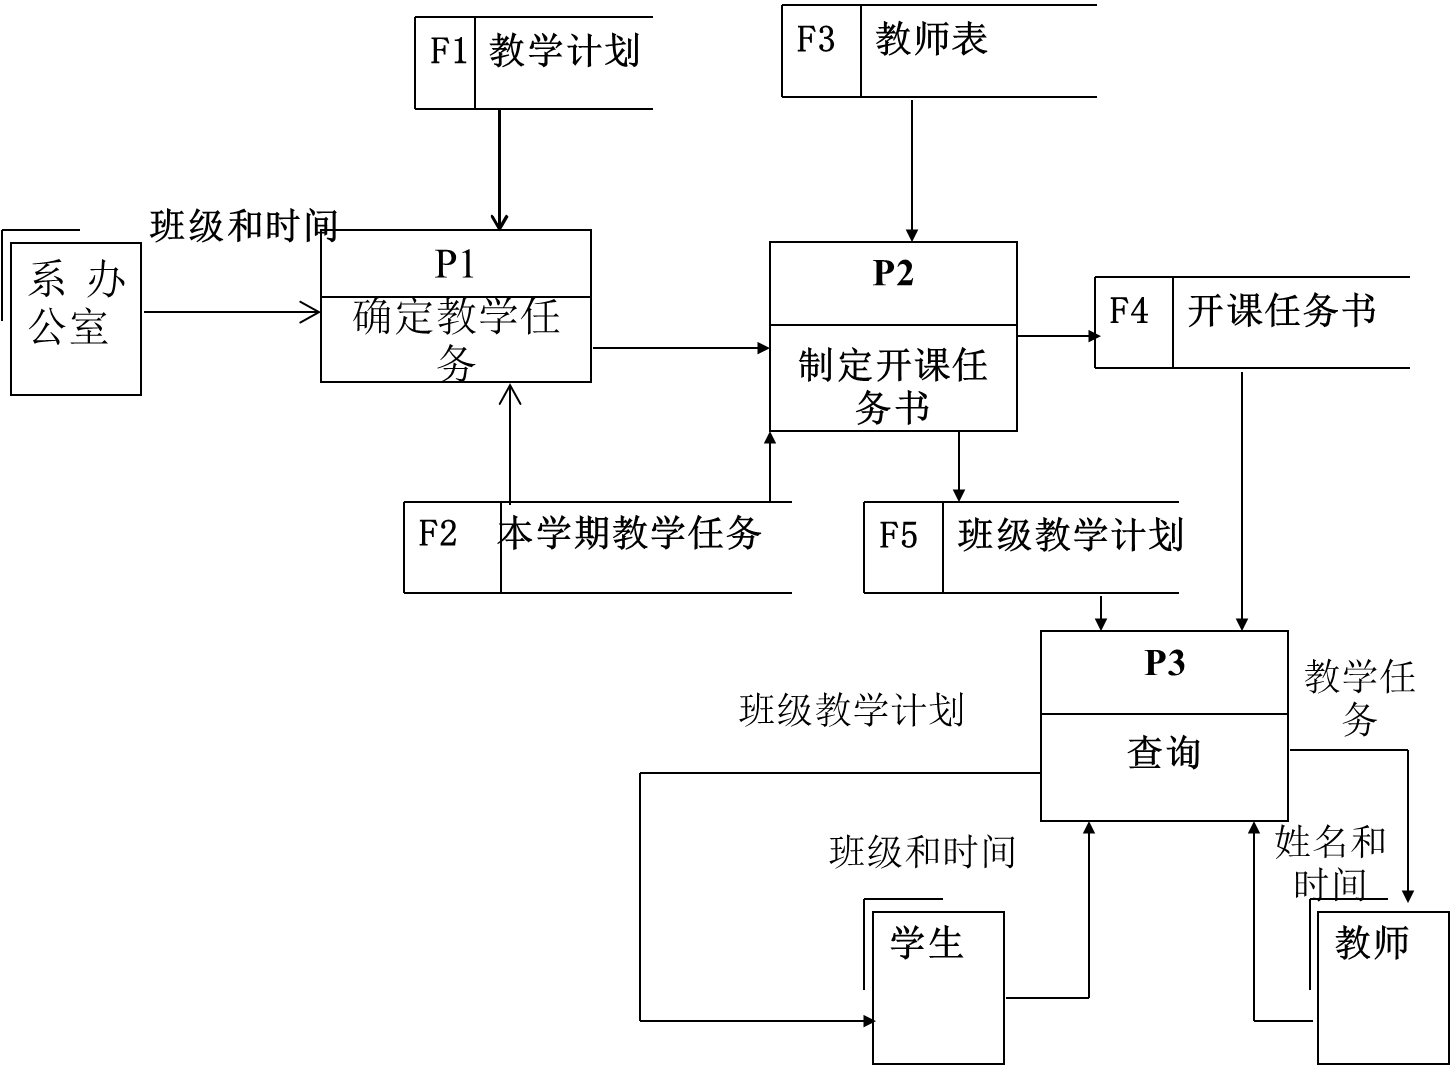 F1 教学计划
F3 教师表
班级和时间
系 办
公室
P1
确定教学任
务
P2
制定开课任
务书
F4 开课任务书
F2 本学期教学任务
F5 班级教学计划
P3
查询
班级教学计划
教学任
务
班级和时间
姓名和
时间
学生
教师